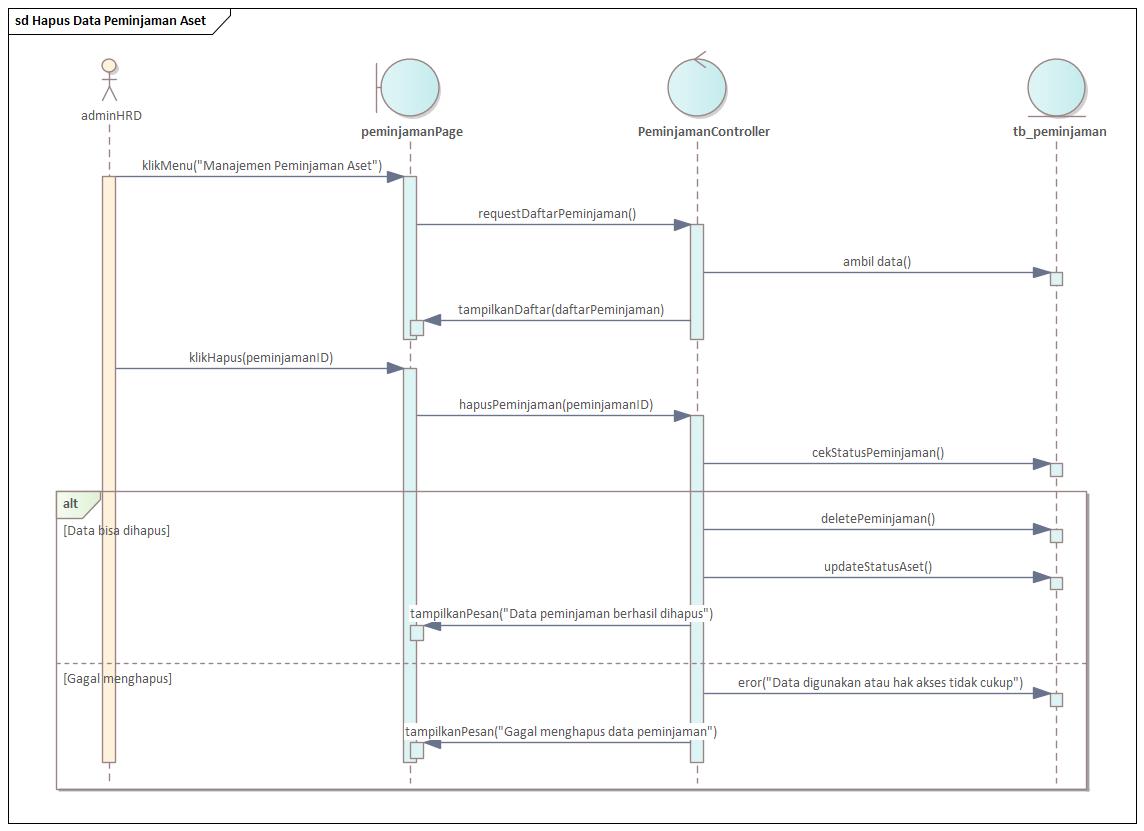 sd Hapus Data Peminjaman Aset
adminHRD
peminjamanPage
PeminjamanController
tb_peminjaman
klikMenu("Manajemen Peminjaman Aset")
requestDaftarPeminjaman()
ambil data()
tampilkanDaftar(daftarPeminjaman)
klikHapus(peminjamanID)
hapusPeminjaman(peminjamanID)
cekStatusPeminjaman()
alt
[Data bisa dihapus]
deletePeminjaman()
updateStatusAset()
tampilkanPesan("Data peminjaman berhasil dihapus")
[Gagal menghapus]
eror("Data digunakan atau hak akses tidak cukup")
tampilkanPesan("Gagal menghapus data peminjaman")